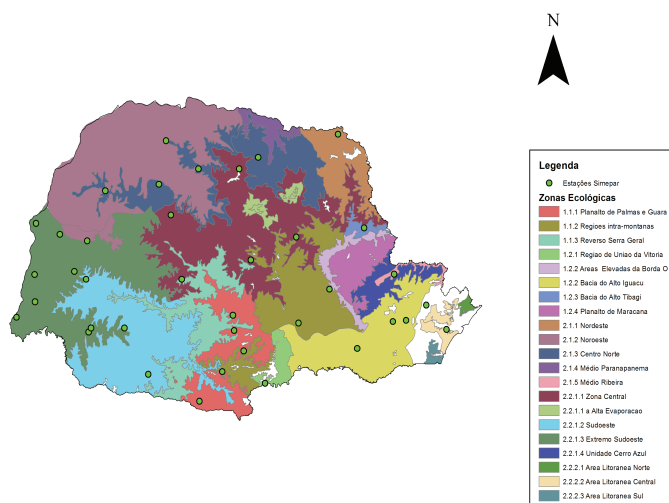 N
Legenda
Estações Simepar
Zonas Ecológicas
1.1.1 Planalto de Palmas e Guara
1.1.2 Regioes intra-montanas
1.1.3 Reverso Serra Geral
1.2.1 Regiao de Uniao da Vitoria
1.2.2 Areas Elevadas da Borda O
1.2.2 Bacia do Alto Iguacu
1.2.3 Bacia do Alto Tibagi
1.2.4 Planalto de Maracana
2.1.1 Nordeste
2.1.2 Noroeste
2.1.3 Centro Norte
2.1.4 Médio Paranapanema
2.1.5 Médio Ribeira
2.2.1.1 Zona Central
2.2.1.1 a Alta Evaporacao
2.2.1.2 Sudoeste
2.2.1.3 Extremo Sudoeste
2.2.1.4 Unidade Cerro Azul
2.2.2.1 Area Litoranea Norte
2.2.2.2 Area Litoranea Central
2.2.2.3 Area Litoranea Sul